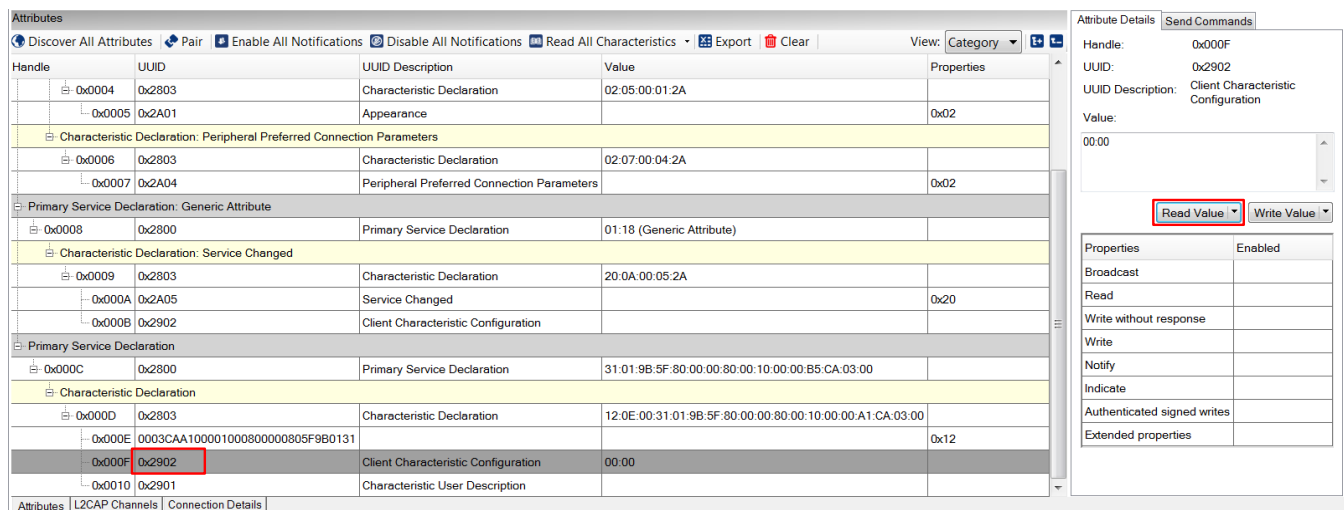 Attributes
Discover All Attributes Pair Enable All Notifications Disable All Notifications Read All Characteristics Export Clear View: Category
Handle UUID UUID Description Value Properties
0x0004 0x2803 Characteristic Declaration 02:05:00:01:2A
0x0005 0x2A01 Appearance 0x02
Characteristic Declaration: Peripheral Preferred Connection Parameters
0x0006 0x2803 Characteristic Declaration 02:07:00:04:2A
0x0007 0x2A04 Peripheral Preferred Connection Parameters 0x02
Primary Service Declaration: Generic Attribute
0x0008 0x2800 Primary Service Declaration 01:18 (Generic Attribute)
Characteristic Declaration: Service Changed
0x0009 0x2803 Characteristic Declaration 20:0A:00:05:2A
0x000A 0x2A05 Service Changed 0x20
0x000B 0x2902 Client Characteristic Configuration
Primary Service Declaration
0x000C 0x2800 Primary Service Declaration 31:01:9B:5F:80:00:00:80:00:10:00:00:B5:CA:03:00
Characteristic Declaration
0x000D 0x2803 Characteristic Declaration 12:0E:00:31:01:9B:5F:80:00:00:80:00:10:00:00:A1:CA:03:00
0x000E 0003CAA100001000800000805F9B0131 0x12
0x000F 0x2902 Client Characteristic Configuration 00:00
0x0010 0x2901 Characteristic User Description
Attributes L2CAP Channels Connection Details
Attribute Details Send Commands
Handle: 0x000F
UUID: 0x2902
UUID Description: Client Characteristic
Configuration
Value:
00:00
Read Value Write Value
Properties Enabled
Broadcast
Read
Write without response
Write
Notify
Indicate
Authenticated signed writes
Extended properties